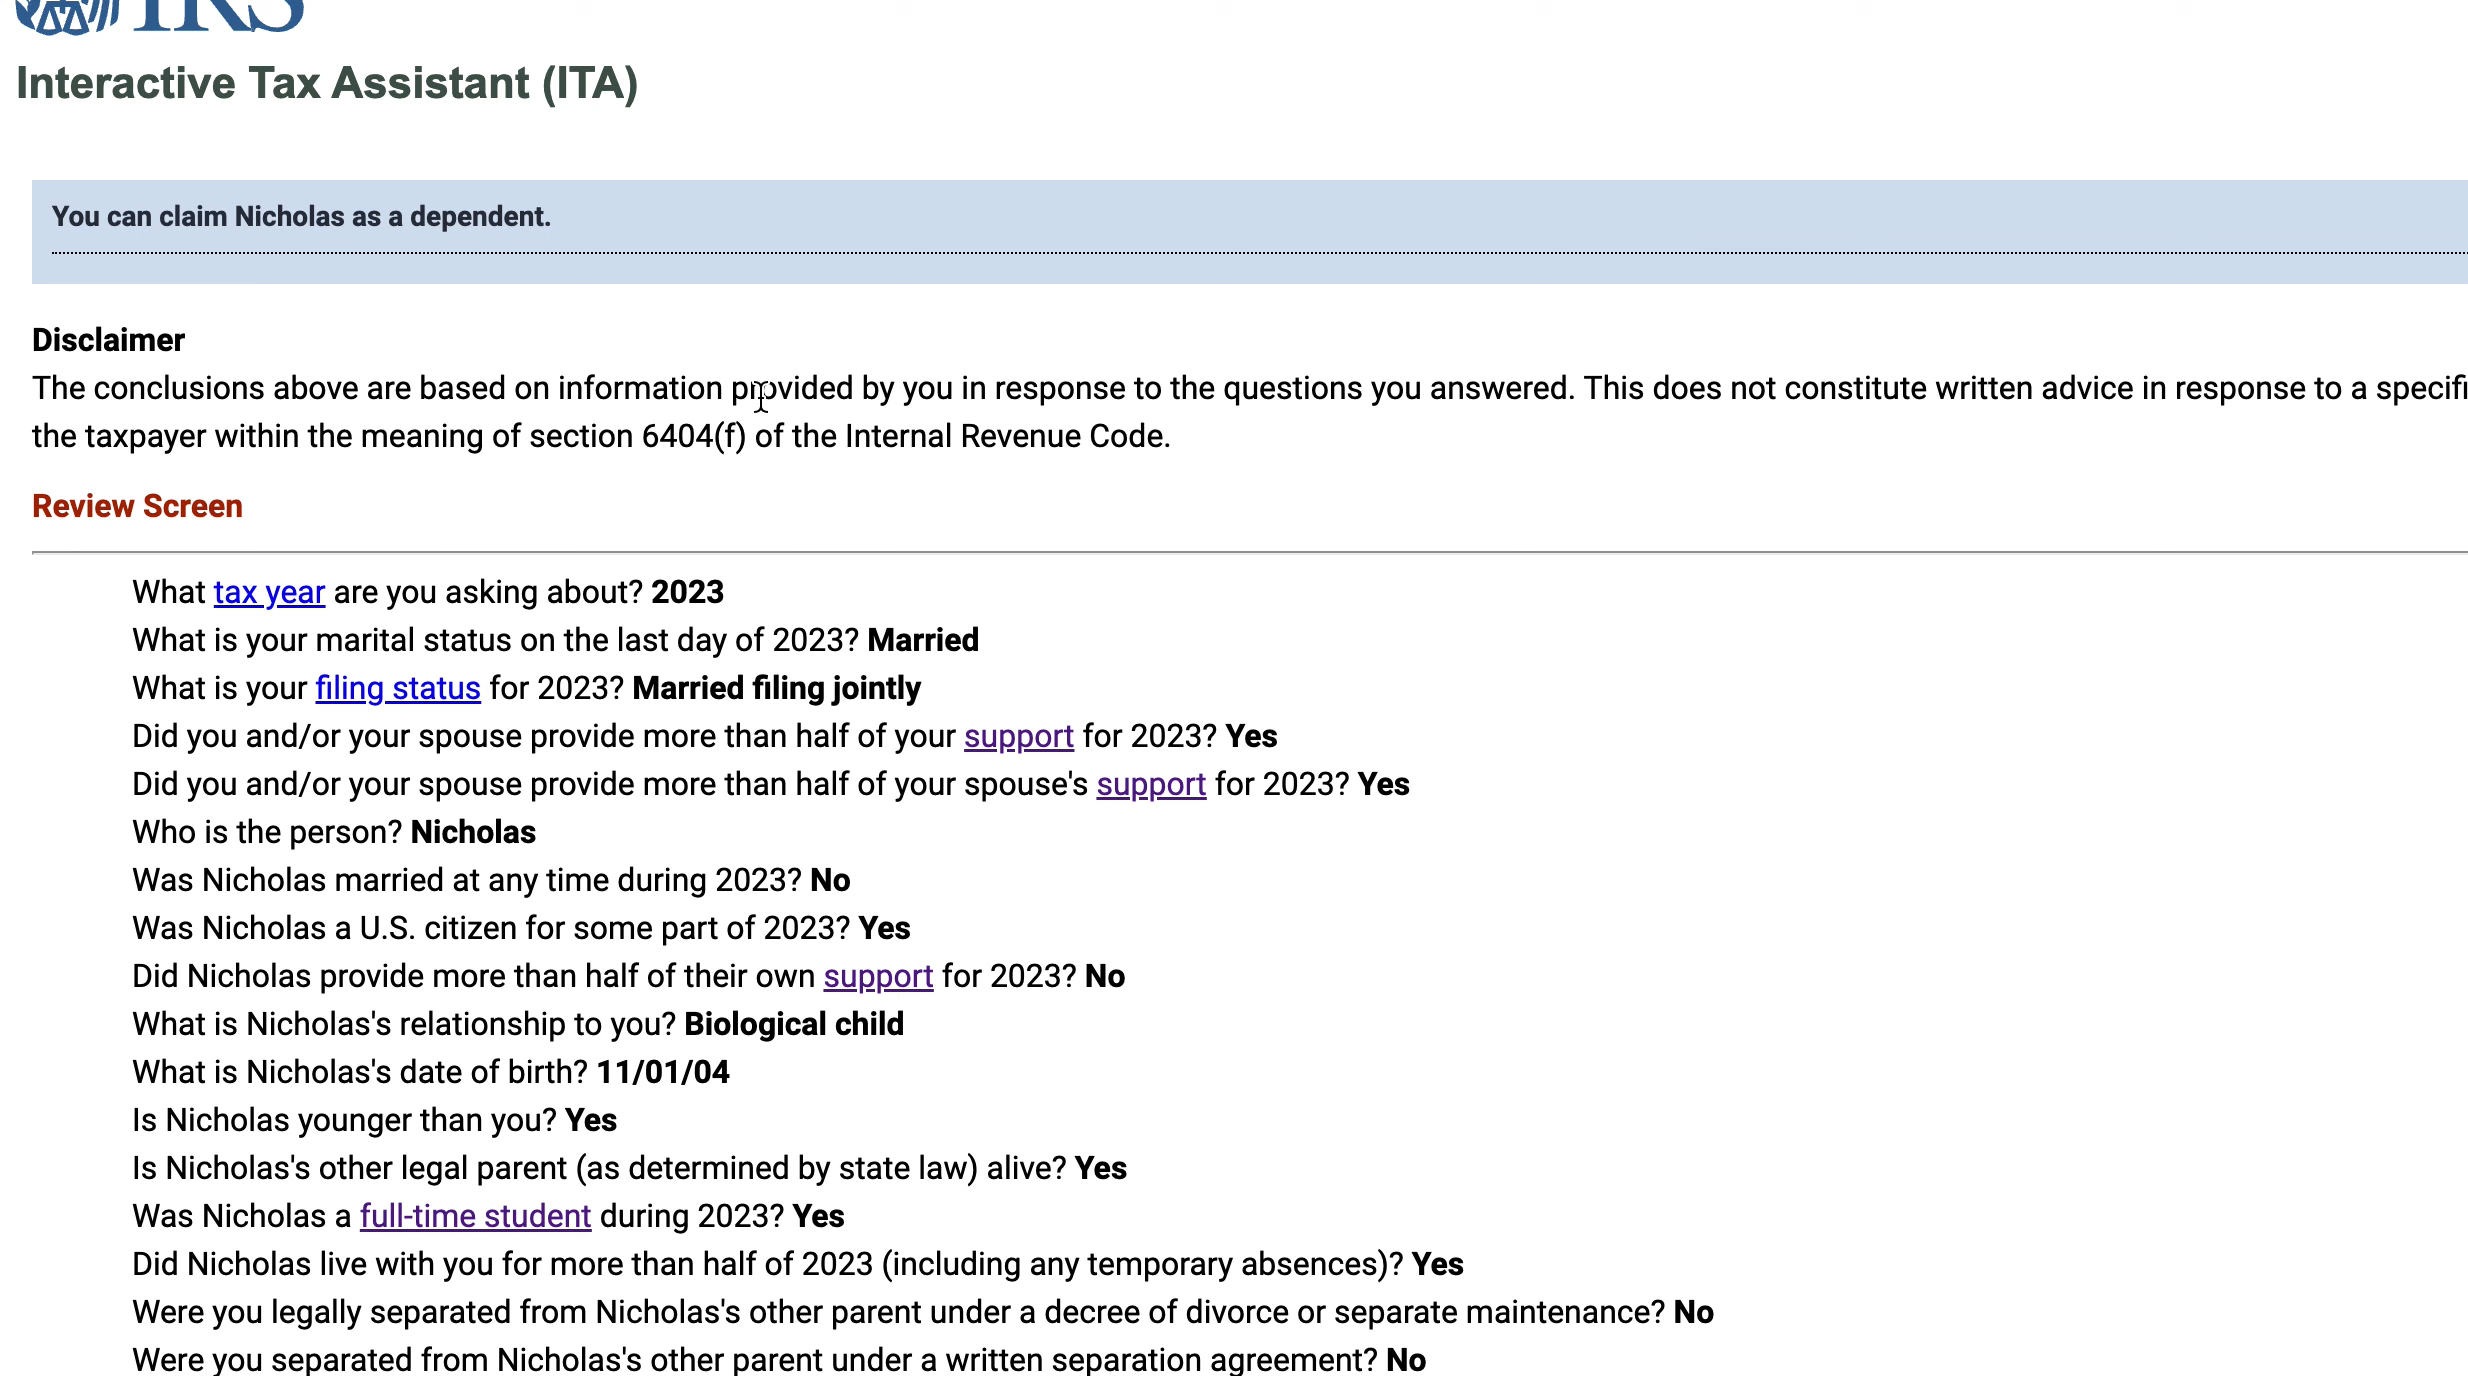 IRS
Interactive Tax Assistant (ITA)
You can claim Nicholas as a dependent.
Disclaimer
The conclusions above are based on information provided by you in response to the questions you answered. This does not constitute written advice in response to a specifi
the taxpayer within the meaning of section 6404(f) of the Internal Revenue Code.
Review Screen
What tax year are you asking about? 2023
What is your marital status on the last day of 2023? Married
What is your filing status for 2023? Married filing jointly
Did you and/or your spouse provide more than half of your support for 2023? Yes
Did you and/or your spouse provide more than half of your spouse's support for 2023? Yes
Who is the person? Nicholas
Was Nicholas married at any time during 2023? No
Was Nicholas a U.S. citizen for some part of 2023? Yes
Did Nicholas provide more than half of their own support for 2023? No
What is Nicholas's relationship to you? Biological child
What is Nicholas's date of birth? 11/01/04
Is Nicholas younger than you? Yes
Is Nicholas's other legal parent (as determined by state law) alive? Yes
Was Nicholas a full-time student during 2023? Yes
Did Nicholas live with you for more than half of 2023 (including any temporary absences)? Yes
Were you legally separated from Nicholas's other parent under a decree of divorce or separate maintenance? No
Were you separated from Nicholas's other parent under a written separation agreement? No